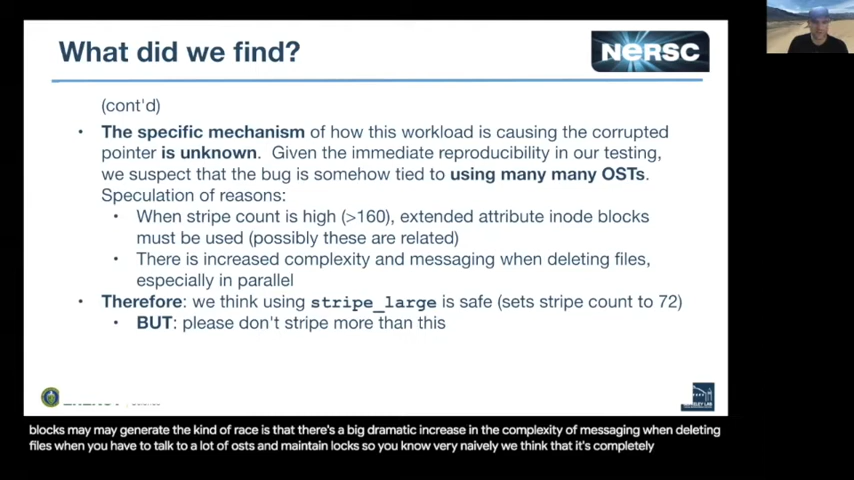 What did we find?
NERSC
(cont'd)
• The specific mechanism of how this workload is causing the corrupted
pointer is unknown. Given the immediate reproducibility in our testing,
we suspect that the bug is somehow tied to using many many OSTs.
Speculation of reasons:
• When stripe count is high (>160), extended attribute inode blocks
must be used (possibly these are related)
• There is increased complexity and messaging when deleting files,
especially in parallel
• Therefore: we think using stripe_large is safe (sets stripe count to 72)
• BUT: please don't stripe more than this
BERKELEY LAB
blocks may may generate the kind of race is that there's a big dramatic increase in the complexity of messaging when deleting
files when you have to talk to a lot of osts and maintain locks so you know very naively we think that it's completely